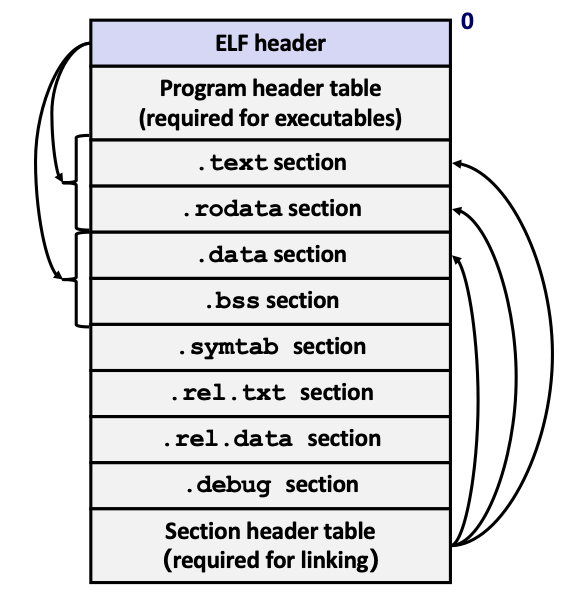 0
ELF header
Program header table
(required for executables)
.text section
.rodata section
.data section
.bss section
.symtab section
.rel.txt section
.rel.data section
.debug section
Section header table
(required for linking)